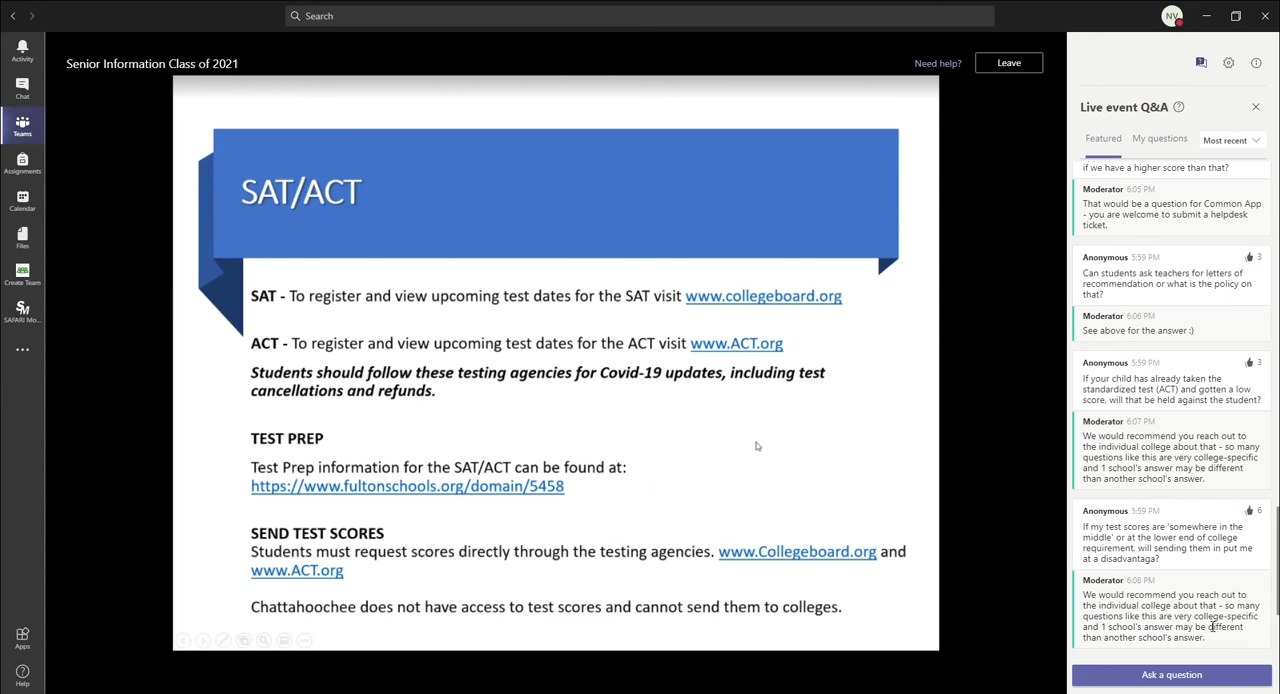 Search
NV
Activity
Chat
Teams
Assignments
Calendar
Files
Create Team
SAFARI Mo...
Apps
Help
Senior Information Class of 2021
Need help?
Leave
SAT/ACT
SAT - To register and view upcoming test dates for the SAT visit www.collegeboard.org
ACT - To register and view upcoming test dates for the ACT visit www.ACT.org
Students should follow these testing agencies for Covid-19 updates, including test
cancellations and refunds.
TEST PREP
Test Prep information for the SAT/ACT can be found at:
https://www.fultonschools.org/domain/5458
SEND TEST SCORES
Students must request scores directly through the testing agencies. www.Collegeboard.org and
www.ACT.org
Chattahoochee does not have access to test scores and cannot send them to colleges.
Live event Q&A
Featured My questions Most recent
if we have a higher score than that?
Moderator 6:05 PM
That would be a question for Common App
- you are welcome to submit a helpdesk
ticket.
Anonymous 5:59 PM 3
Can students ask teachers for letters of
recommendation or what is the policy on
that?
Moderator 6:06 PM
See above for the answer :)
Anonymous 5:59 PM 3
If your child has already taken the
standardized test (ACT) and gotten a low
score, will that be held against the student?
Moderator 6:07 PM
We would recommend you reach out to
the individual college about that - so many
questions like this are very college-specific
and 1 school's answer may be different
than another school's answer.
Anonymous 5:59 PM 6
If my test scores are 'somewhere in the
middle' or at the lower end of college
requirement, will sending them in put me
at a disadvantaga?
Moderator 6:08 PM
We would recommend you reach out to
the individual college about that - so many
questions like this are very college-specific
and 1 school's answer may be different
than another school's answer.
Ask a question